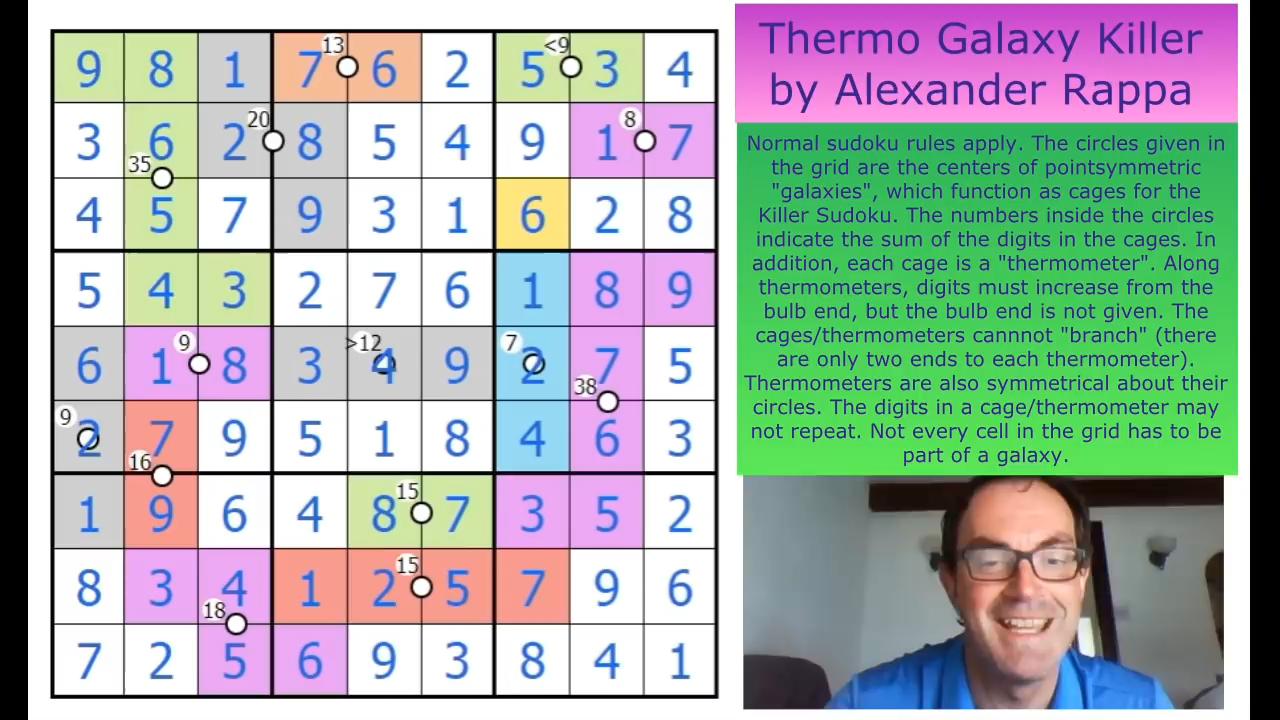 Thermo Galaxy Killer
by Alexander Rappa
Normal sudoku rules apply. The circles given in
the grid are the centers of pointsymmetric
"galaxies", which function as cages for the
Killer Sudoku. The numbers inside the circles
indicate the sum of the digits in the cages. In
addition, each cage is a "thermometer". Along
thermometers, digits must increase from the
bulb end, but the bulb end is not given. The
cages/thermometers cannnot "branch" (there
are only two ends to each thermometer).
Thermometers are also symmetrical about their
circles. The digits in a cage/thermometer may
not repeat. Not every cell in the grid has to be
part of a galaxy.
13 <9
9 8 1 7 6 2 5 3 4
20 8
3 6 2 8 5 4 9 1 7
35
4 5 7 9 3 1 6 2 8
5 4 3 2 7 6 1 8 9
9 >12 7
6 1 8 3 4 9 2 7 5
38
9
2 7 9 5 1 8 4 6 3
16
15
1 9 6 4 8 7 3 5 2
15
8 3 4 1 2 5 7 9 6
18
7 2 5 6 9 3 8 4 1